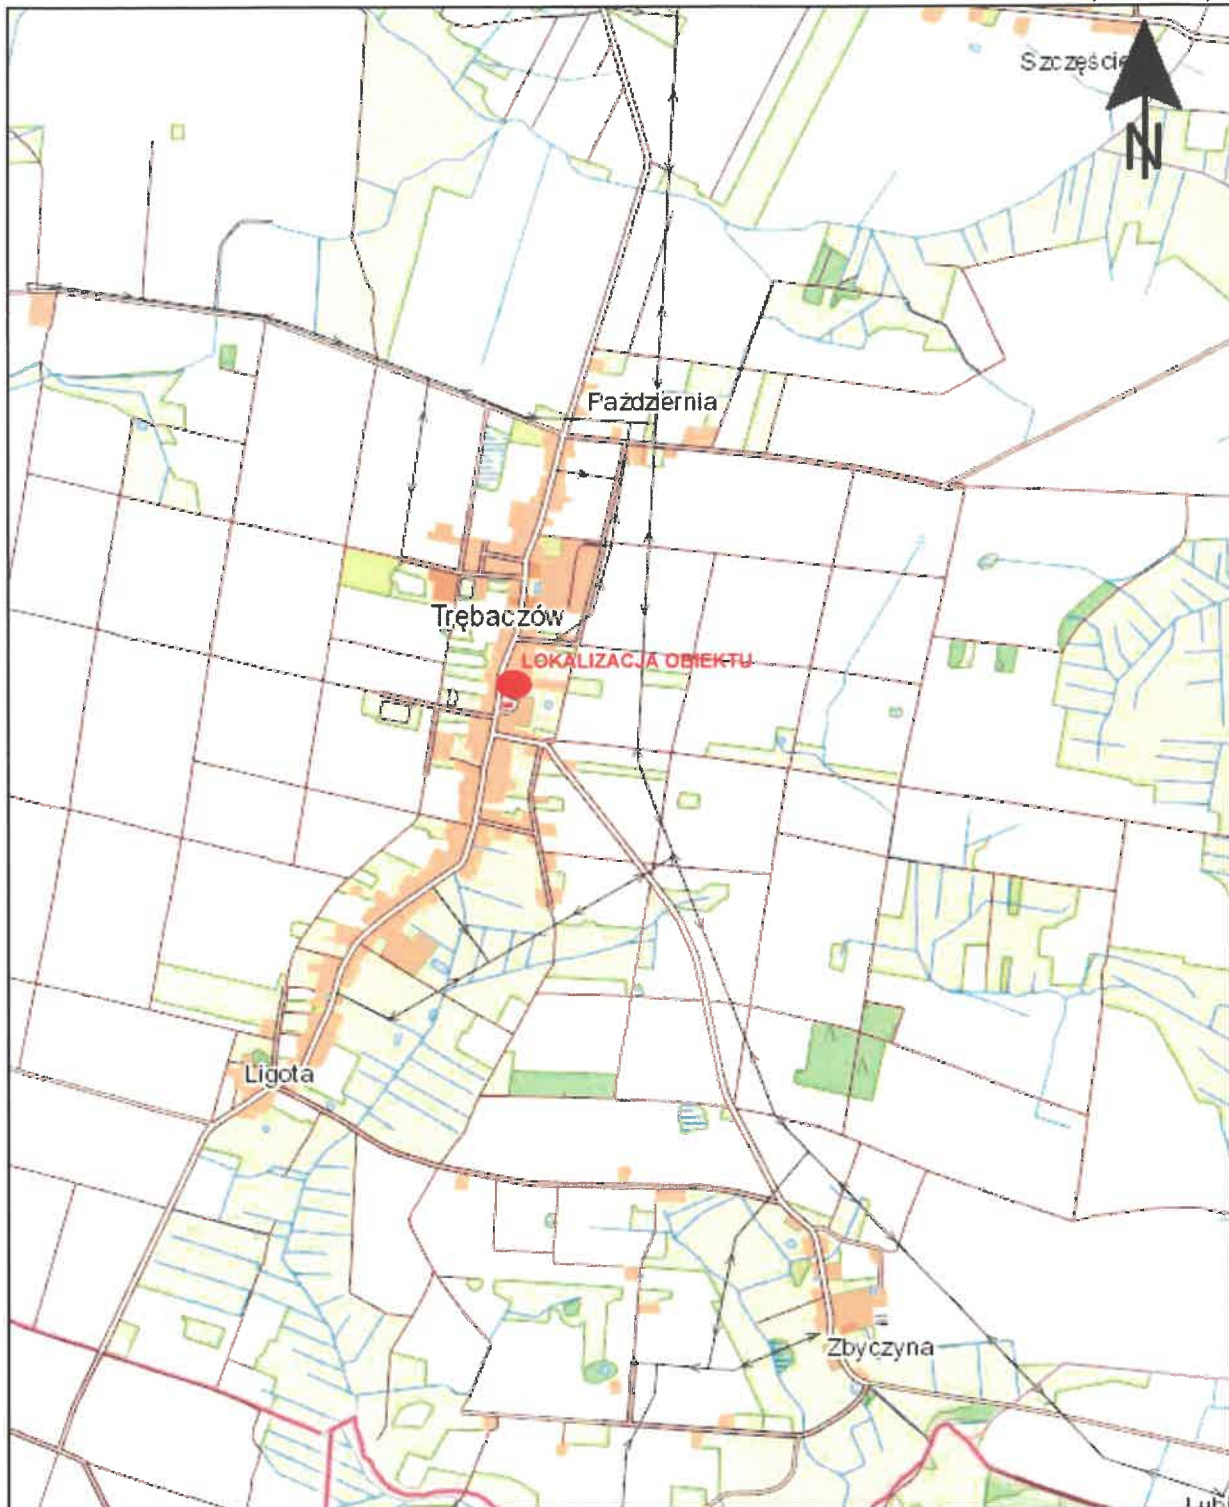 Szczęście
N
Październia
Trębaczów
LOKALIZACJA OBIEKTU
Ligota
Zbyczyna